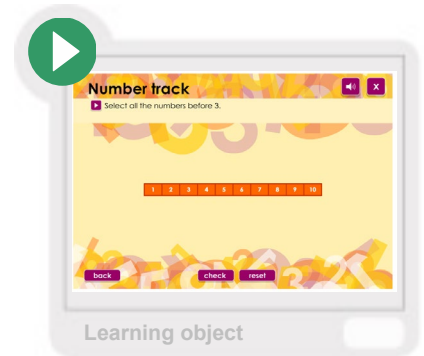 Number track
X
Select all the numbers before 3.
1 2 3 4 5 6 7 8 9 10
back check reset
Learning object